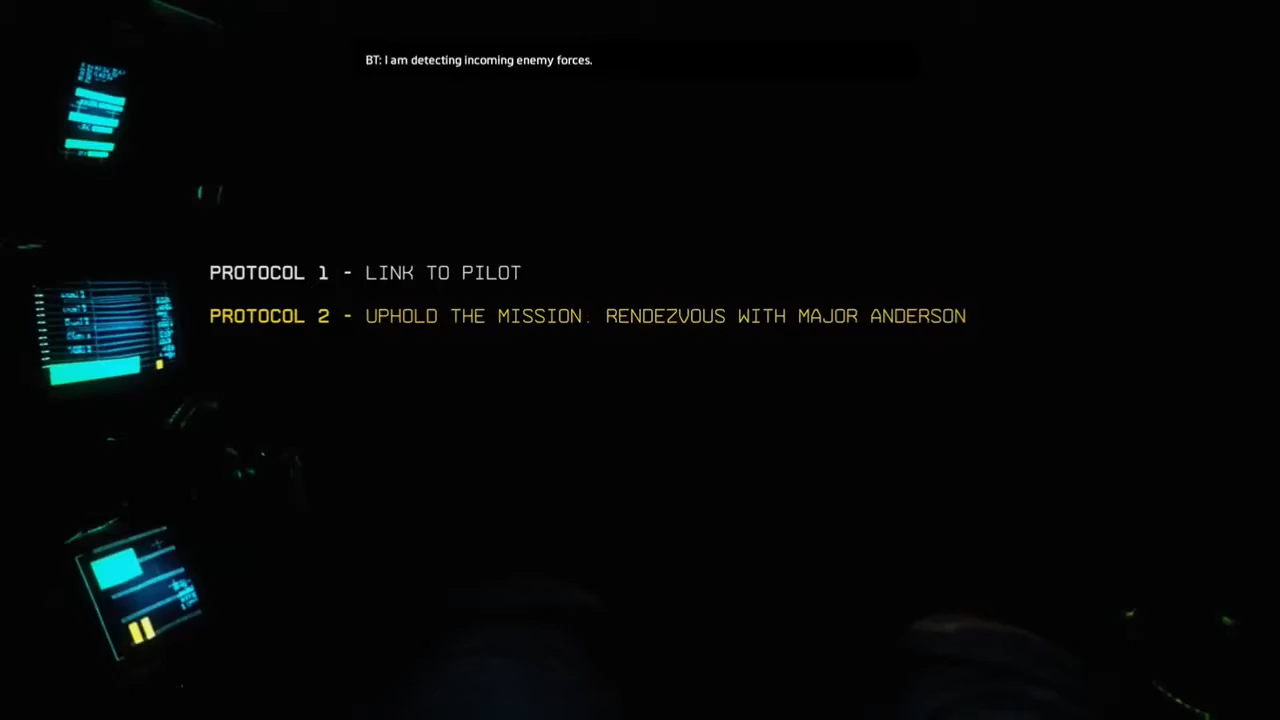 BT: I am detecting incoming enemy forces.
PROTOCOL 1 - LINK TO PILOT
PROTOCOL 2 - UPHOLD THE MISSION. RENDEZVOUS WITH MAJOR ANDERSON